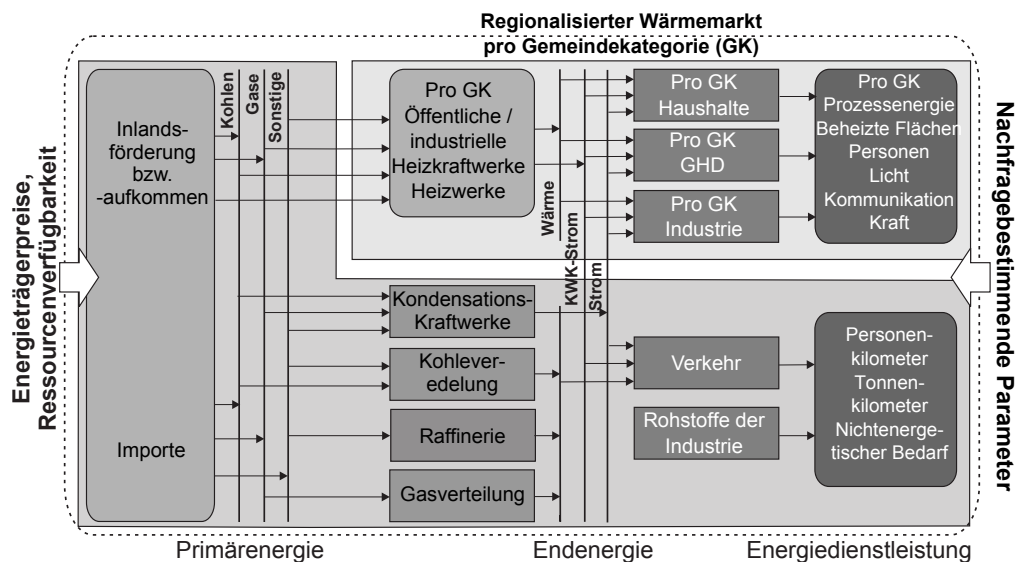 Regionalisierter Wärmemarkt
pro Gemeindekategorie (GK)
Energieträgerpreise,
Ressourcenverfügbarkeit
Inlands-
förderung
bzw.
-aufkommen
Importe
Kohlen
Gase
Sonstige
Pro GK
Öffentliche /
industrielle
Heizkraftwerke
Heizwerke
Wärme
KWK-Strom
Strom
Pro GK
Haushalte
Pro GK
GHD
Pro GK
Industrie
Pro GK
Prozessenergie
Beheizte Flächen
Personen
Licht
Kommunikation
Kraft
Kondensations-
Kraftwerke
Kohlever-
edelung
Raffinerie
Gasverteilung
Verkehr
Rohstoffe der
Industrie
Personen-
kilometer
Tonnen-
kilometer
Nichtenerge-
tischer Bedarf
Nachfragebestimmende Parameter
Primärenergie
Endenergie
Energiedienstleistung